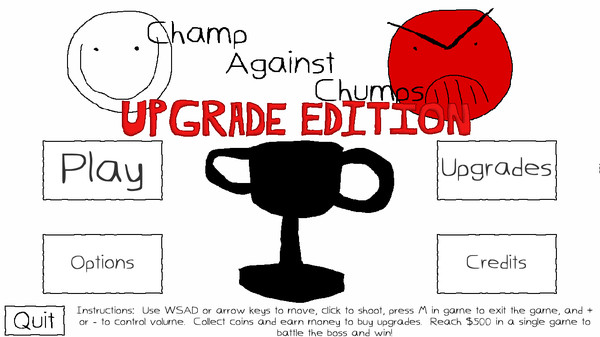 Champ
Against
Chumps
UPGRADE EDITION
Play
Upgrades
Options
Credits
Quit
Instructions: Use WSAD or arrow keys to move, click to shoot, press M in game to exit the game, and +
or - to control volume. Collect coins and earn money to buy upgrades. Reach $500 in a single game to
battle the boss and win!